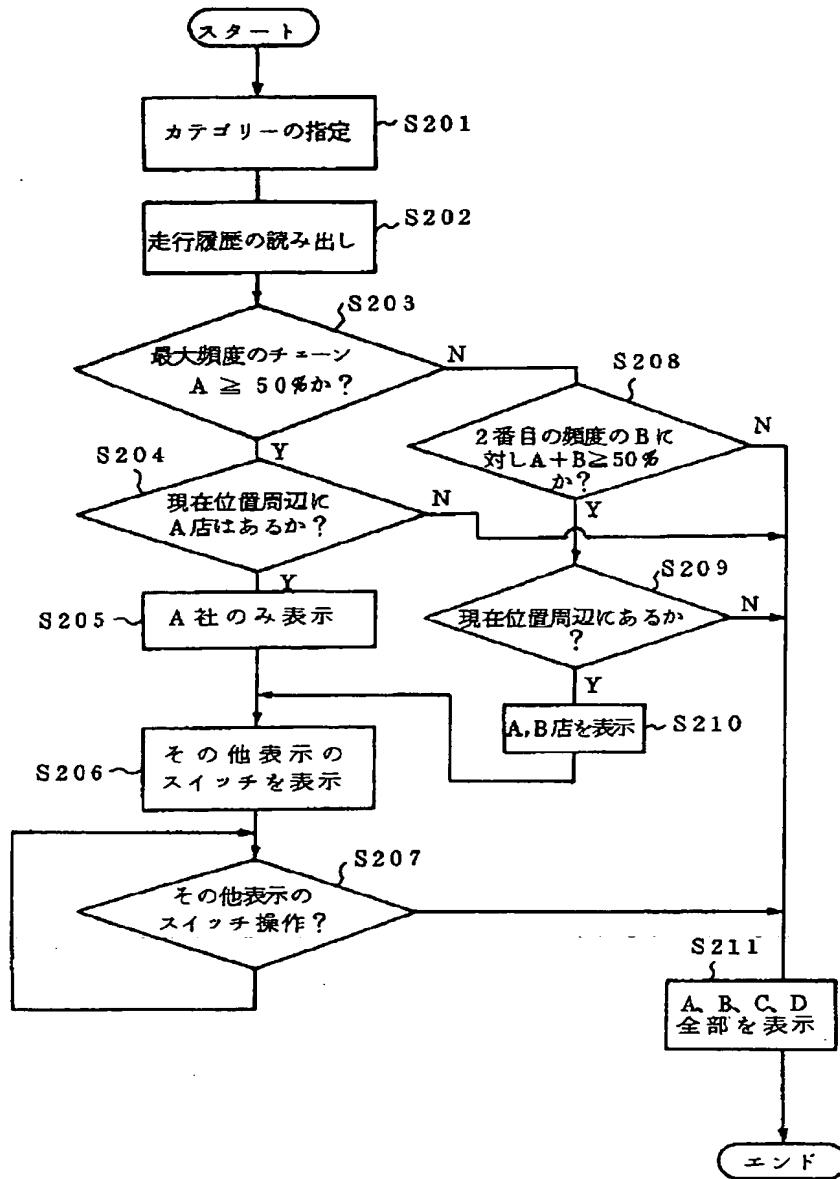 スタート
カテゴリーの指定
S201
走行履歴の読み出し
S202
最大頻度のチェーン
A ≧ 50%か?
S203
N
Y
2番目の頻度のBに
対しA+B≧50%
か?
S208
N
Y
現在位置周辺に
A店はあるか?
S204
N
Y
現在位置周辺にあるか
?
S209
N
Y
A社のみ表示
S205
A,B店を表示
S210
その他表示の
スイッチを表示
S206
その他表示の
スイッチ操作?
S207
S211
A、B、C、D
全部を表示
エンド